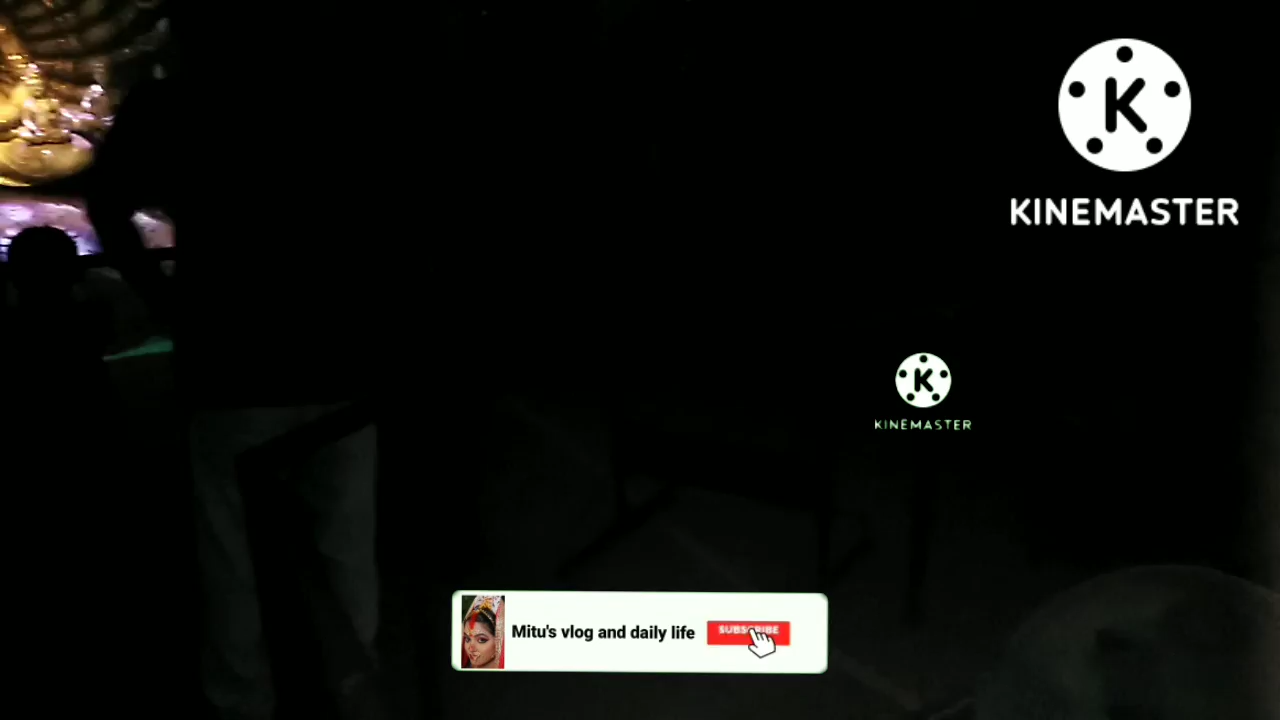 K
KINEMASTER
K
KINEMASTER
Mitu's vlog and daily life
SUBSCRIBE